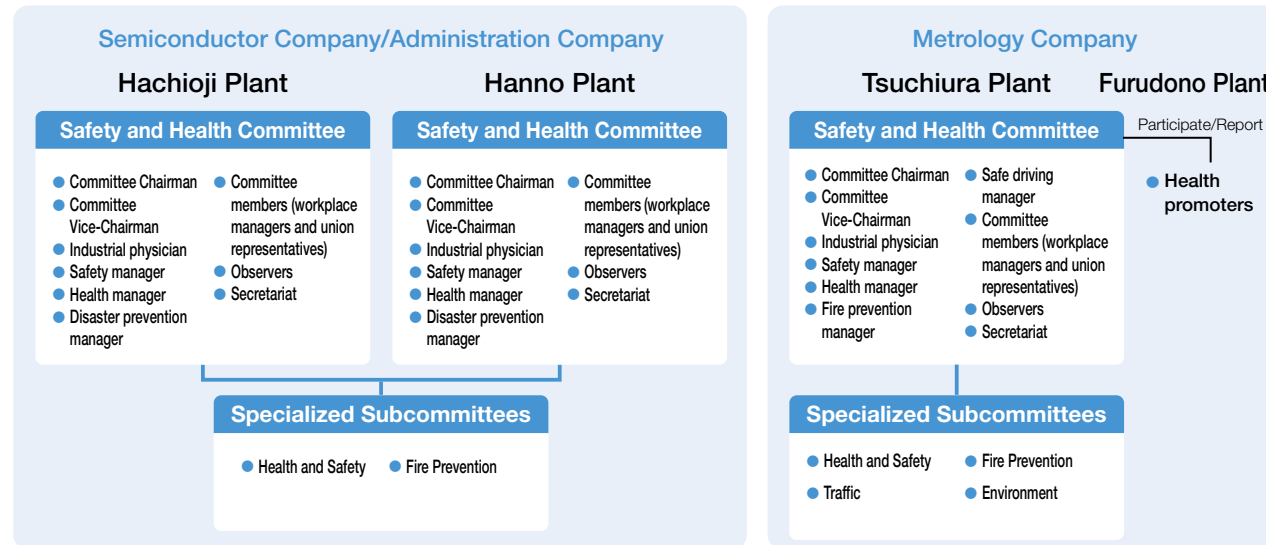 Semiconductor Company/Administration Company
Hachioji Plant
Safety and Health Committee
Committee Chairman
Committee
Vice-Chairman
Industrial physician
Safety manager
Health manager
Disaster prevention
manager
Committee
members (workplace
managers and union
representatives)
Observers
Secretariat
Hanno Plant
Safety and Health Committee
Committee Chairman
Committee
Vice-Chairman
Industrial physician
Safety manager
Health manager
Disaster prevention
manager
Committee
members (workplace
managers and union
representatives)
Observers
Secretariat
Specialized Subcommittees
Health and Safety
Fire Prevention
Metrology Company
Tsuchiura Plant
Safety and Health Committee
Committee Chairman
Committee
Vice-Chairman
Industrial physician
Safety manager
Health manager
Fire prevention
manager
Safe driving
manager
Committee
members (workplace
managers and union
representatives)
Observers
Secretariat
Furudono Plant
Participate/Report
Health
promoters
Specialized Subcommittees
Health and Safety
Fire Prevention
Traffic
Environment